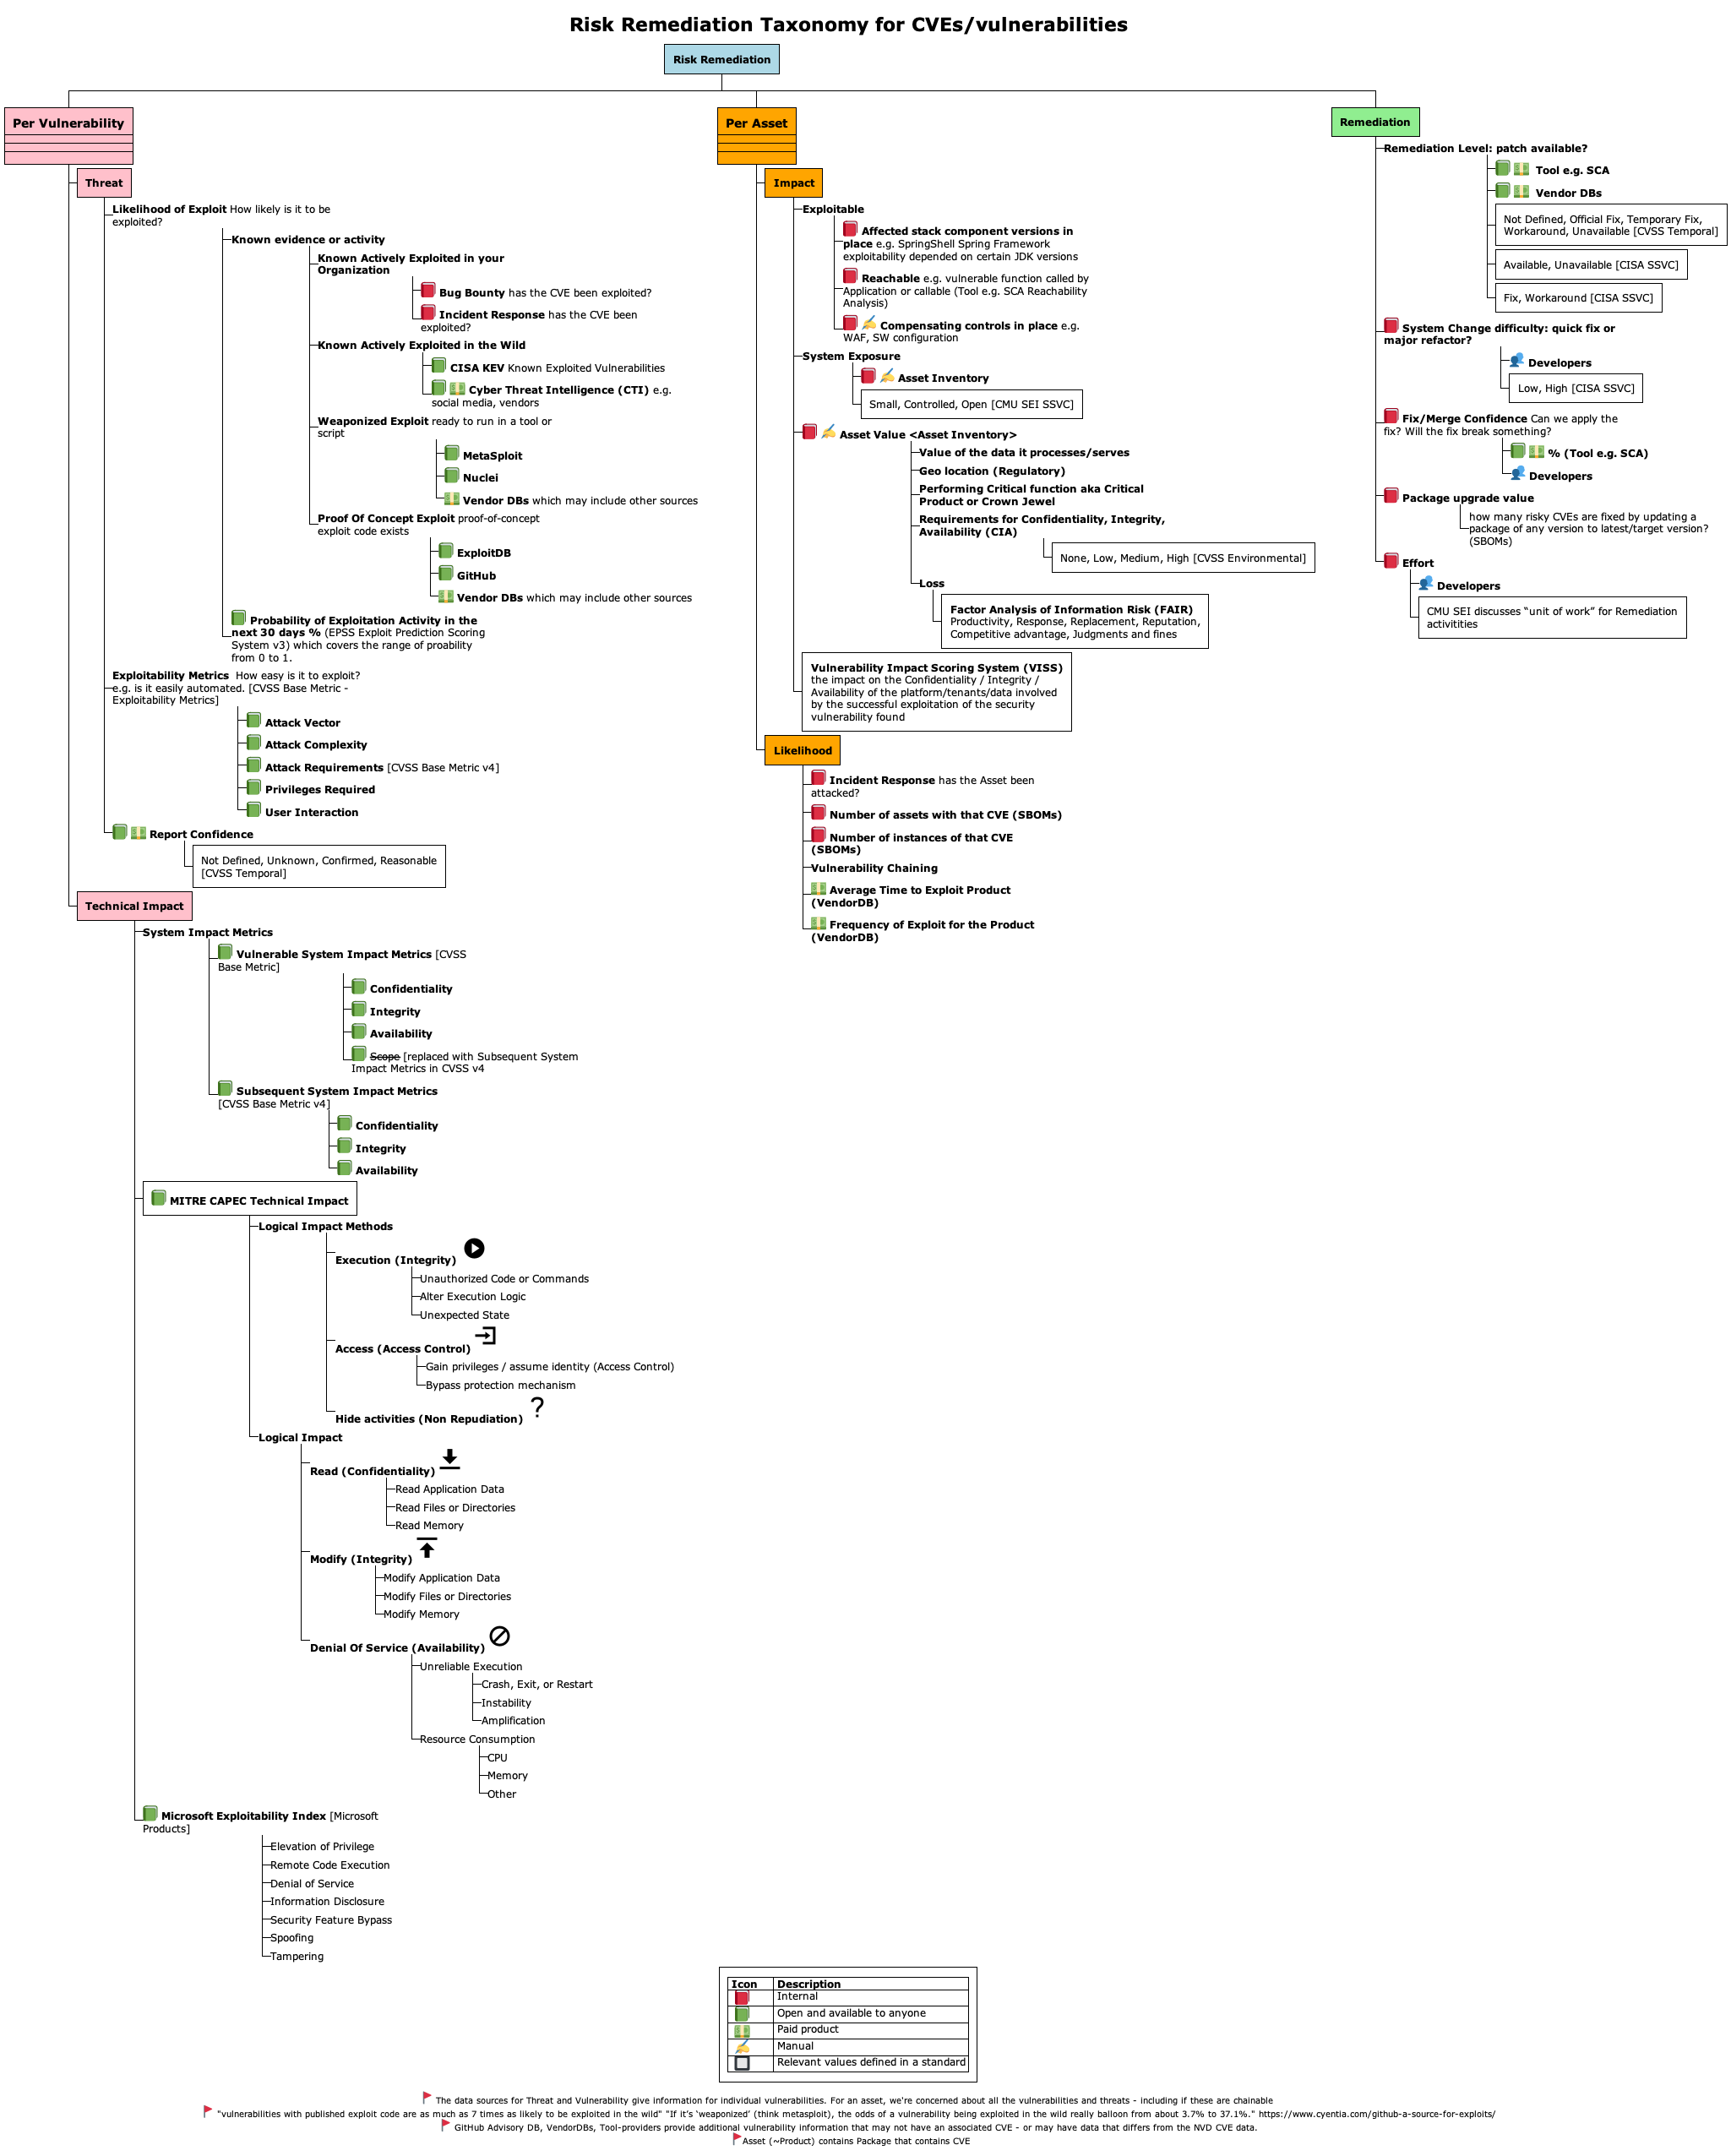 Risk Remediation Taxonomy for CVEs/vulnerabilities
Risk Remediation
Per Vulnerability
Threat
Likelihood of Exploit How likely is it to be
exploited?
Known evidence or activity
Known Actively Exploited in your
Organization
Bug Bounty has the CVE been exploited?
Incident Response has the CVE been
exploited?
Known Actively Exploited in the Wild
CISA KEV Known Exploited Vulnerabilities
Cyber Threat Intelligence (CTI) e.g.
social media, vendors
Weaponized Exploit ready to run in a tool or
script
MetaSploit
Nuclei
Vendor DBs which may include other sources
Proof Of Concept Exploit proof-of-concept
exploit code exists
ExploitDB
GitHub
Vendor DBs which may include other sources
Probability of Exploitation Activity in the
next 30 days % (EPSS Exploit Prediction Scoring
System v3) which covers the range of proability
from 0 to 1.
Exploitability Metrics How easy is it to exploit?
e.g. is it easily automated. [CVSS Base Metric -
Exploitability Metrics]
Attack Vector
Attack Complexity
Attack Requirements [CVSS Base Metric v4]
Privileges Required
User Interaction
Report Confidence
Not Defined, Unknown, Confirmed, Reasonable
[CVSS Temporal]
Technical Impact
System Impact Metrics
Vulnerable System Impact Metrics [CVSS
Base Metric]
Confidentiality
Integrity
Availability
Scope [replaced with Subsequent System
Impact Metrics in CVSS v4
Subsequent System Impact Metrics
[CVSS Base Metric v4]
Confidentiality
Integrity
Availability
MITRE CAPEC Technical Impact
Logical Impact Methods
Execution (Integrity)
Unauthorized Code or Commands
Alter Execution Logic
Unexpected State
Access (Access Control)
Gain privileges / assume identity (Access Control)
Bypass protection mechanism
Hide activities (Non Repudiation) ?
Logical Impact
Read (Confidentiality)
Read Application Data
Read Files or Directories
Read Memory
Modify (Integrity)
Modify Application Data
Modify Files or Directories
Modify Memory
Denial Of Service (Availability)
Unreliable Execution
Crash, Exit, or Restart
Instability
Amplification
Resource Consumption
CPU
Memory
Other
Microsoft Exploitability Index [Microsoft
Products]
Elevation of Privilege
Remote Code Execution
Denial of Service
Information Disclosure
Security Feature Bypass
Spoofing
Tampering
Per Asset
Impact
Exploitable
Affected stack component versions in
place e.g. SpringShell Spring Framework
exploitability depended on certain JDK versions
Reachable e.g. vulnerable function called by
Application or callable (Tool e.g. SCA Reachability
Analysis)
Compensating controls in place e.g.
WAF, SW configuration
System Exposure
Asset Inventory
Small, Controlled, Open [CMU SEI SSVC]
Asset Value <Asset Inventory>
Value of the data it processes/serves
Geo location (Regulatory)
Performing Critical function aka Critical
Product or Crown Jewel
Requirements for Confidentiality, Integrity,
Availability (CIA)
None, Low, Medium, High [CVSS Environmental]
Loss
Factor Analysis of Information Risk (FAIR)
Productivity, Response, Replacement, Reputation,
Competitive advantage, Judgments and fines
Vulnerability Impact Scoring System (VISS)
the impact on the Confidentiality / Integrity /
Availability of the platform/tenants/data involved
by the successful exploitation of the security
vulnerability found
Likelihood
Incident Response has the Asset been
attacked?
Number of assets with that CVE (SBOMs)
Number of instances of that CVE
(SBOMs)
Vulnerability Chaining
Average Time to Exploit Product
(VendorDB)
Frequency of Exploit for the Product
(VendorDB)
Remediation
Remediation Level: patch available?
Tool e.g. SCA
Vendor DBs
Not Defined, Official Fix, Temporary Fix,
Workaround, Unavailable [CVSS Temporal]
Available, Unavailable [CISA SSVC]
Fix, Workaround [CISA SSVC]
System Change difficulty: quick fix or
major refactor?
Developers
Low, High [CISA SSVC]
Fix/Merge Confidence Can we apply the
fix? Will the fix break something?
% (Tool e.g. SCA)
Developers
Package upgrade value
how many risky CVEs are fixed by updating a
package of any version to latest/target version?
(SBOMs)
Effort
Developers
CMU SEI discusses “unit of work” for Remediation
activitities
Icon Description
Internal
Open and available to anyone
Paid product
Manual
Relevant values defined in a standard
The data sources for Threat and Vulnerability give information for individual vulnerabilities. For an asset, we're concerned about all the vulnerabilities and threats - including if these are chainable
"vulnerabilities with published exploit code are as much as 7 times as likely to be exploited in the wild" "If it’s ‘weaponized’ (think metasploit), the odds of a vulnerability being exploited in the wild really balloon from about 3.7% to 37.1%." https://www.cyentia.com/github-a-source-for-exploits/
GitHub Advisory DB, VendorDBs, Tool-providers provide additional vulnerability information that may not have an associated CVE - or may have data that differs from the NVD CVE data.
Asset (~Product) contains Package that contains CVE